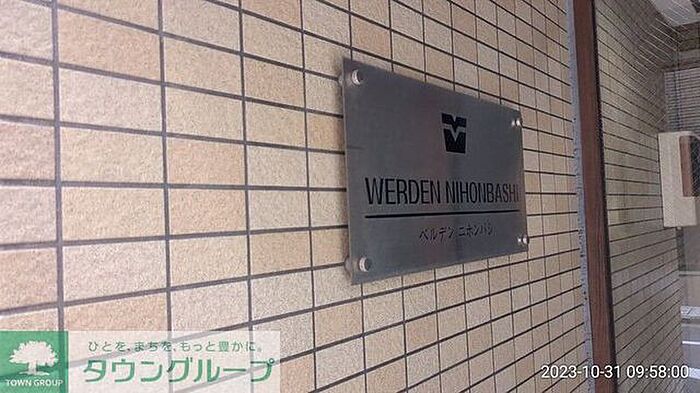 WERDEN NIHONBASHI
ベルデン ニホンバシ
ひとを、まちを、もっと豊かに。
タウングループ
TOWN GROUP
2023-10-31 09:58:00